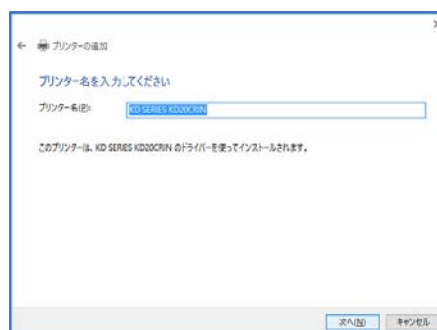 プリンターの追加
プリンター名を入力してください
プリンター名(P):
KD SERIES KD20CRIN
このプリンターは、KD SERIES KD20CRIN のドライバーを使ってインストールされます。
次へ(N)
キャンセル